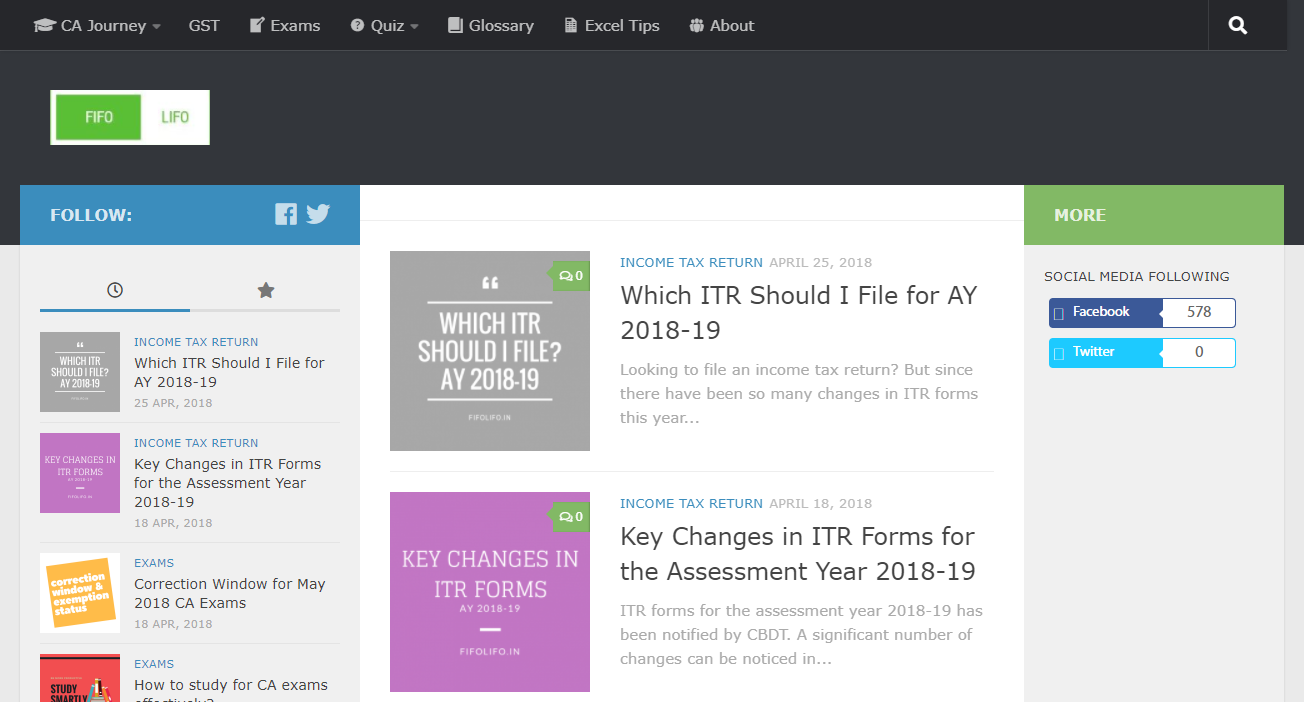 CA Journey
GST
Exams
Quiz
Glossary
Excel Tips
About
FIFO LIFO
FOLLOW:
INCOME TAX RETURN
Which ITR Should I File for
AY 2018-19
25 APR, 2018
WHICH ITR
SHOULD I FILE?
AY 2018-19
FIFOLIFO.IN
INCOME TAX RETURN
Key Changes in ITR Forms
for the Assessment Year
2018-19
18 APR, 2018
KEY CHANGES IN
ITR FORMS
AY 2018-19
FIFOLIFO.IN
EXAMS
Correction Window for May
2018 CA Exams
18 APR, 2018
correction
window &
exemption
status
EXAMS
How to study for CA exams
effectively?
STUDY
SMARTLY
0
“
WHICH ITR
SHOULD I FILE?
AY 2018-19
FIFOLIFO.IN
INCOME TAX RETURN APRIL 25, 2018
Which ITR Should I File for AY
2018-19
Looking to file an income tax return? But since
there have been so many changes in ITR forms
this year...
0
KEY CHANGES IN
ITR FORMS
AY 2018-19
FIFOLIFO.IN
INCOME TAX RETURN APRIL 18, 2018
Key Changes in ITR Forms for
the Assessment Year 2018-19
ITR forms for the assessment year 2018-19 has
been notified by CBDT. A significant number of
changes can be noticed in...
MORE
SOCIAL MEDIA FOLLOWING
Facebook 578
Twitter 0